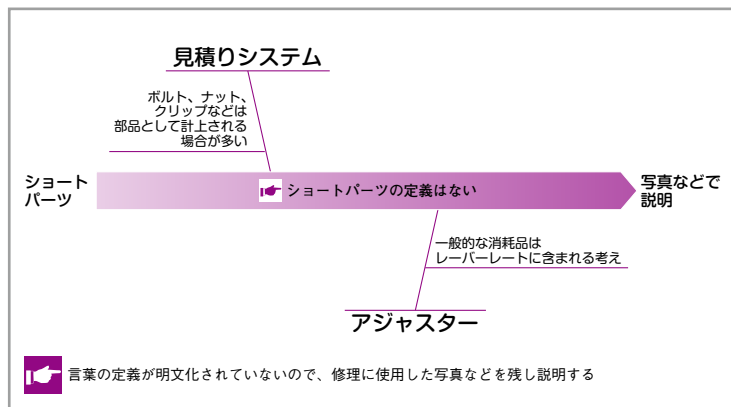 見積りシステム
ボルト、ナット、
クリップなどは
部品として計上される
場合が多い
ショート
パーツ
ショートパーツの定義はない
写真などで
説明
一般的な消耗品は
レーバーレートに含まれる考え
アジャスター
言葉の定義が明文化されていないので、修理に使用した写真などを残し説明する